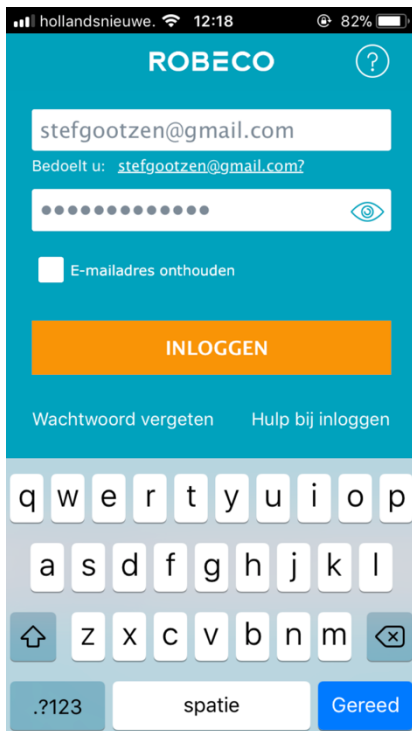 hollandsnieuwe. 12:18 82%
ROBECO ?
stefgootzen@gmail.com
Bedoelt u: stefgootzen@gmail.com?
E-mailadres onthouden
INLOGGEN
Wachtwoord vergeten Hulp bij inloggen
q w e r t y u i o p
a s d f g h j k l
z x c v b n m
.?123 spatie Gereed